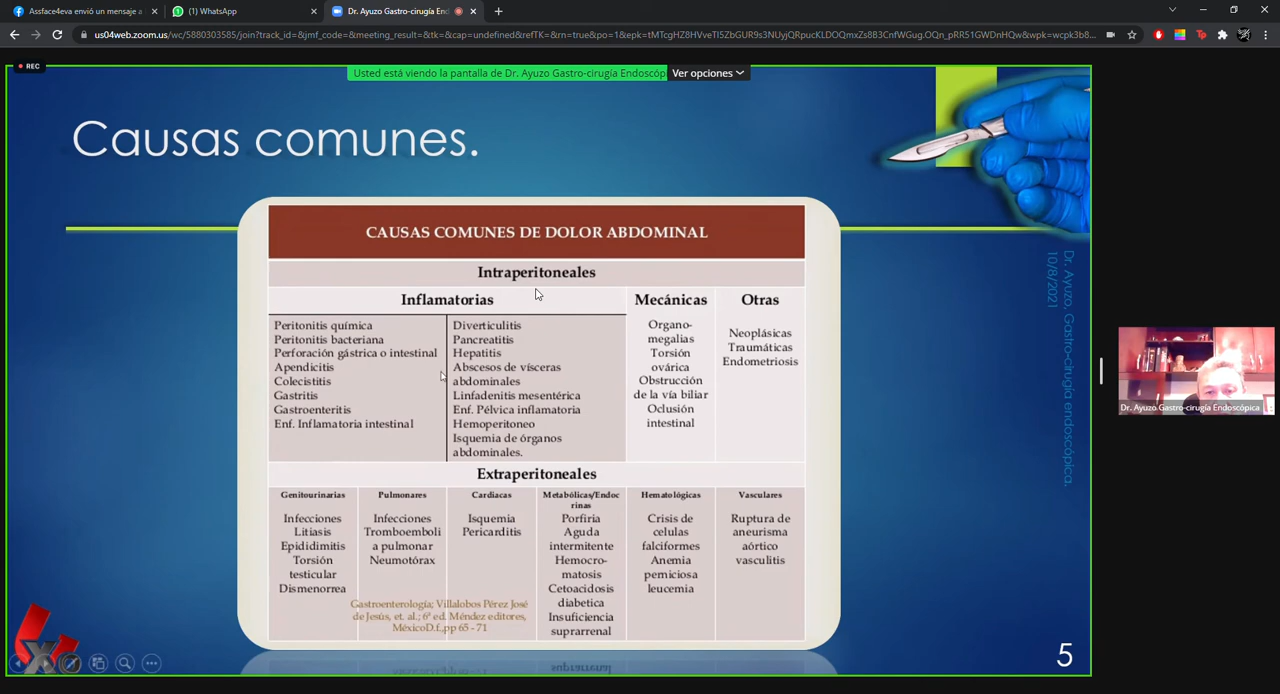 Assface4eva envió un mensaje a
(1) WhatsApp
Dr. Ayuzo Gastro-cirugía End
us04web.zoom.us/wc/5880303585/join?track_id=&jmf_code=&meeting_result=&tk=&cap=undefined&refTK=&rn=true&po=1&epk=
REC
Usted está viendo la pantalla de Dr. Ayuzo Gastro-cirugía Endoscóp
Ver opciones
Causas comunes.
CAUSAS COMUNES DE DOLOR ABDOMINAL
Intraperitoneales
Inflamatorias
Peritonitis química
Peritonitis bacteriana
Perforación gástrica o intestinal
Apendicitis
Colecistitis
Gastritis
Gastroenteritis
Enf. Inflamatoria intestinal
Diverticulitis
Pancreatitis
Hepatitis
Abscesos de vísceras
abdominales
Linfadenitis mesentérica
Enf. Pélvica inflamatoria
Hemoperitoneo
Isquemia de órganos
abdominales.
Mecánicas
Organo-
megalias
Torsión
ovárica
Obstrucción
de la vía biliar
Oclusión
intestinal
Otras
Neoplásicas
Traumáticas
Endometriosis
Extraperitoneales
Genitourinarias
Infecciones
Litiasis
Epididimitis
Torsión
testicular
Dismenorrea
Pulmonares
Infecciones
Tromboemboli
a pulmonar
Neumotórax
Cardiacas
Isquemia
Pericarditis
Metabólicas/Endoc
rinas
Porfiria
Aguda
intermitente
Hemocro-
matosis
Cetoacidosis
diabetica
Insuficiencia
suprarrenal
Hematológicas
Crisis de
celulas
falciformes
Anemia
perniciosa
leucemia
Vasculares
Ruptura de
aneurisma
aórtico
vasculitis
Gastroenterología; Villalobos Pérez José
de Jesús, et. al.; 6ª ed. Méndez editores,
MéxicoD.f.,pp 65 - 71
Dr. Ayuzo, Gastro-cirugía endoscópica.
10/8/2021
5
Dr. Ayuzo Gastro-cirugía Endoscópica